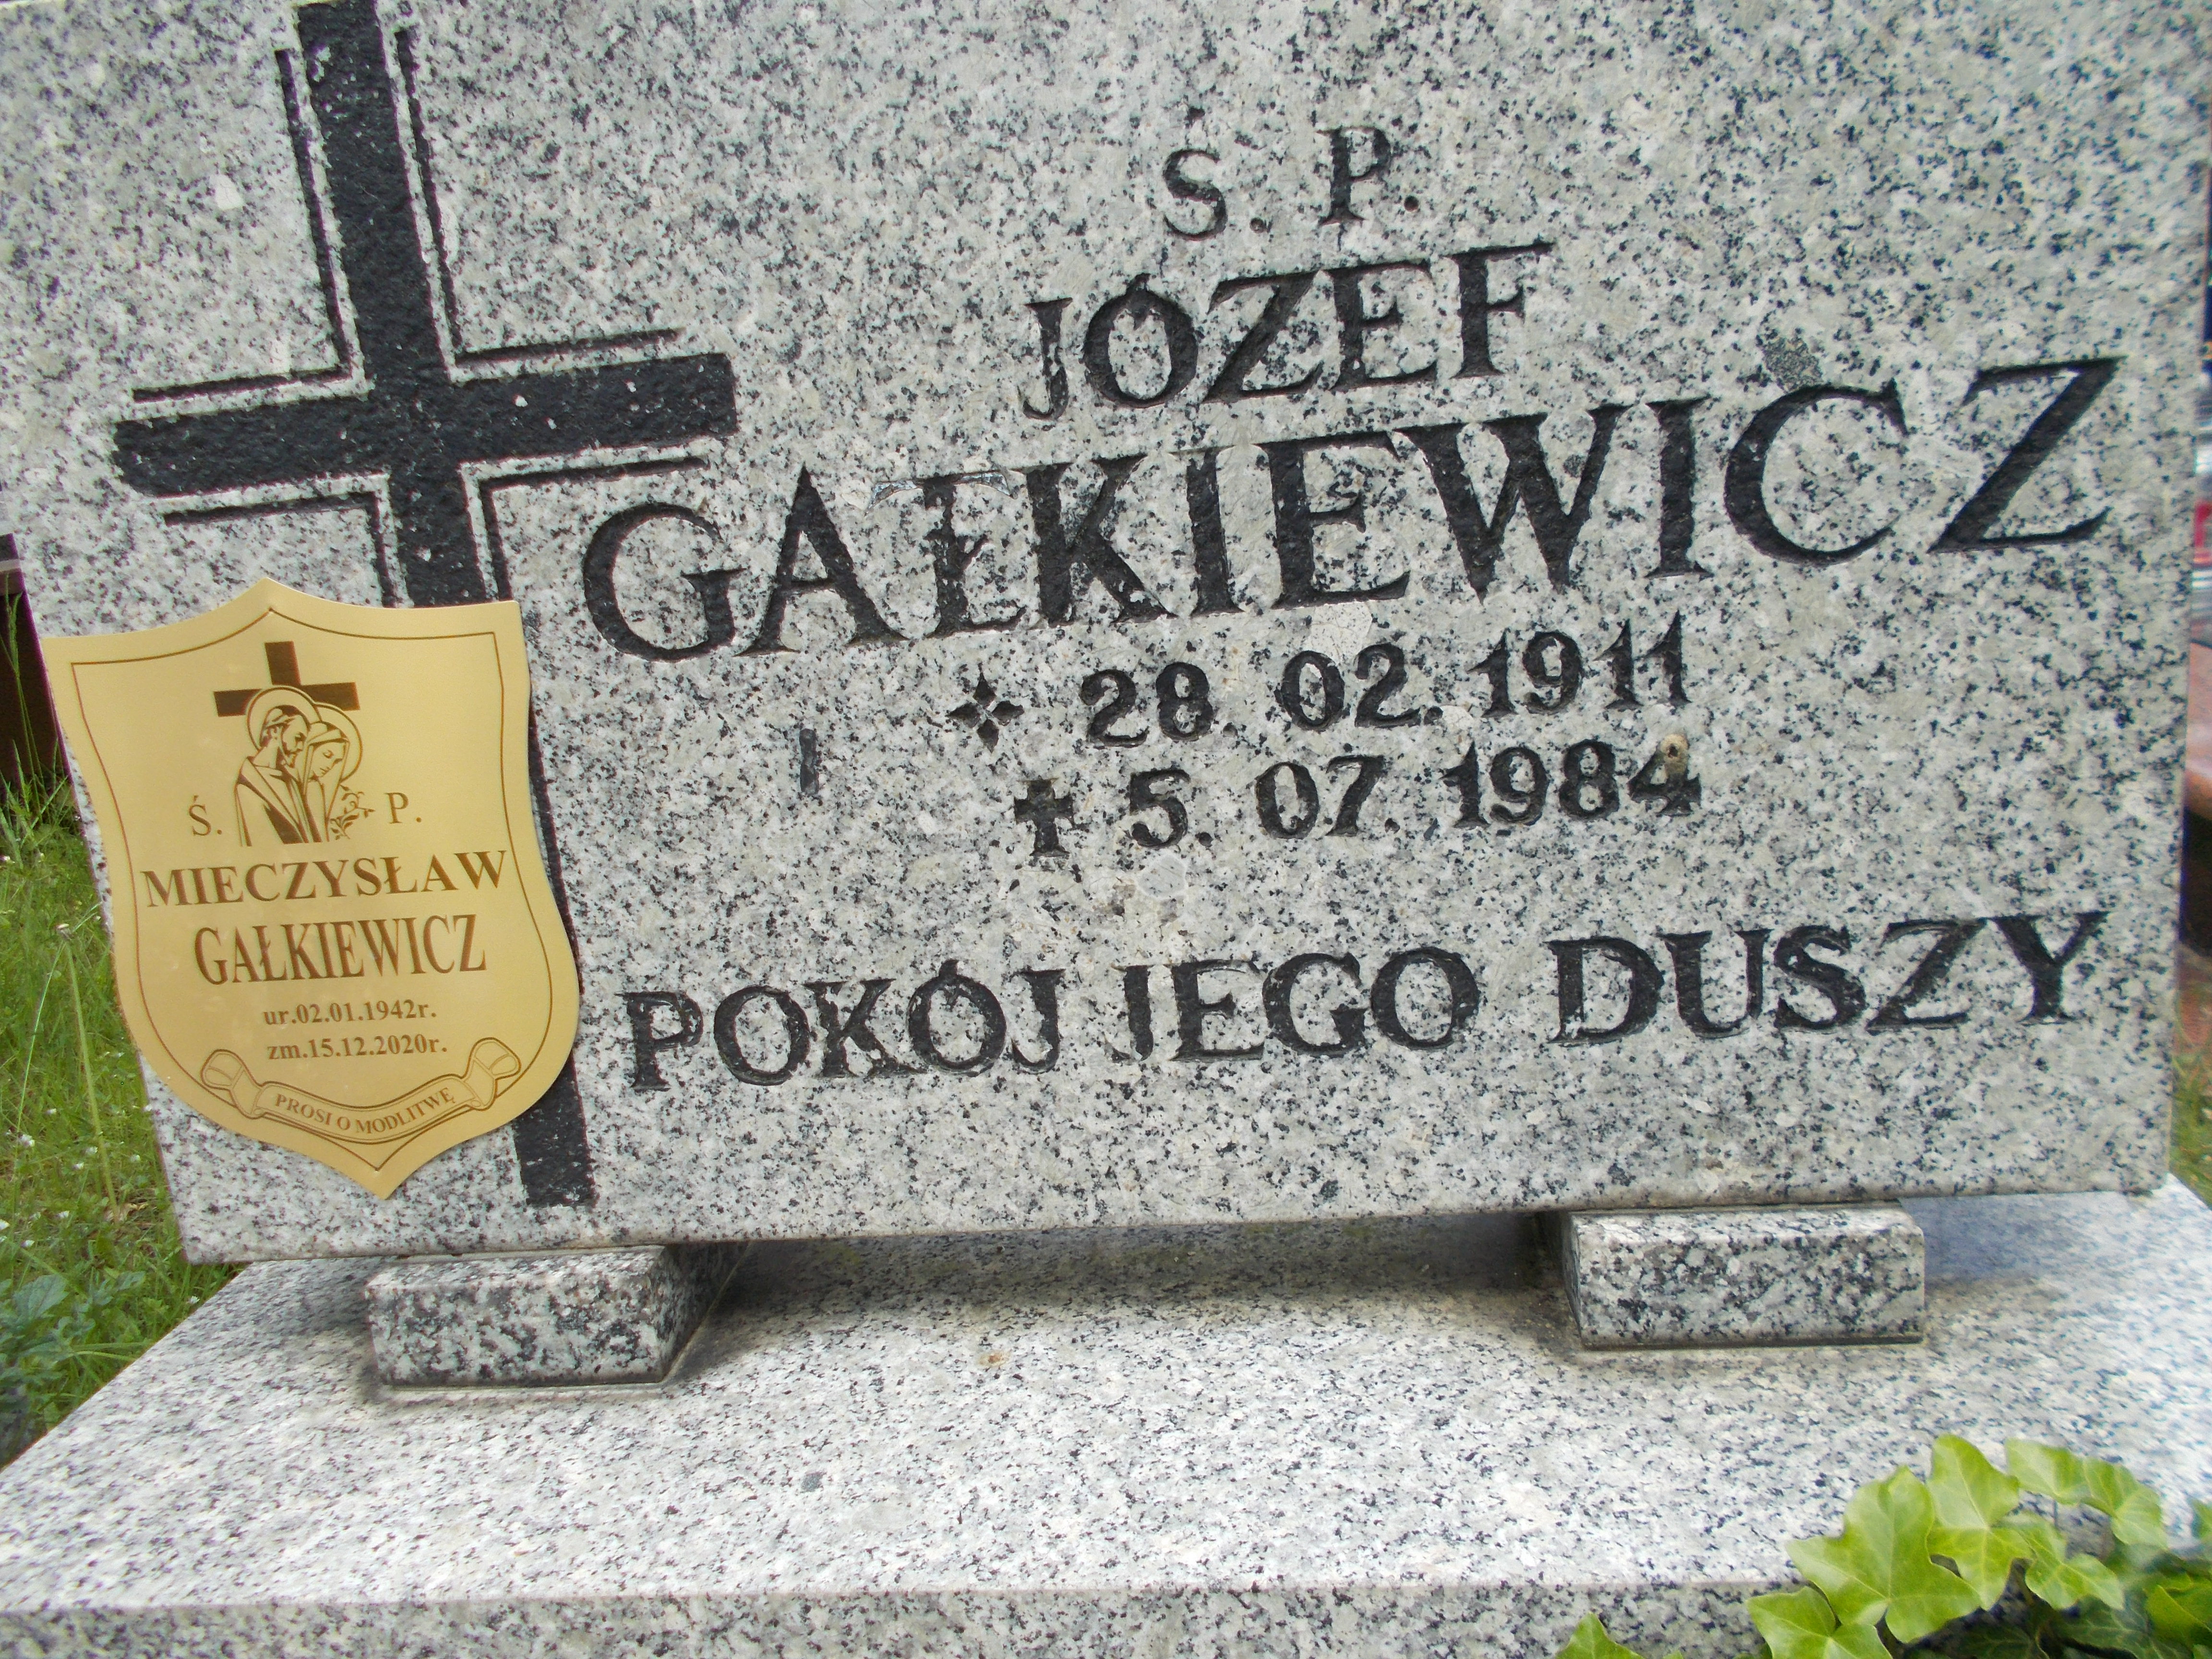 S. P.
JÓZEF
GAŁKIEWICZ
28. 02. 1911
5. 07. 1984
POKÓJ JEGO DUSZY
Ś. P.
MIECZYSŁAW
GAŁKIEWICZ
ur.02.01.1942r.
zm.15.12.2020r.
PROSI O MODLITWĘ